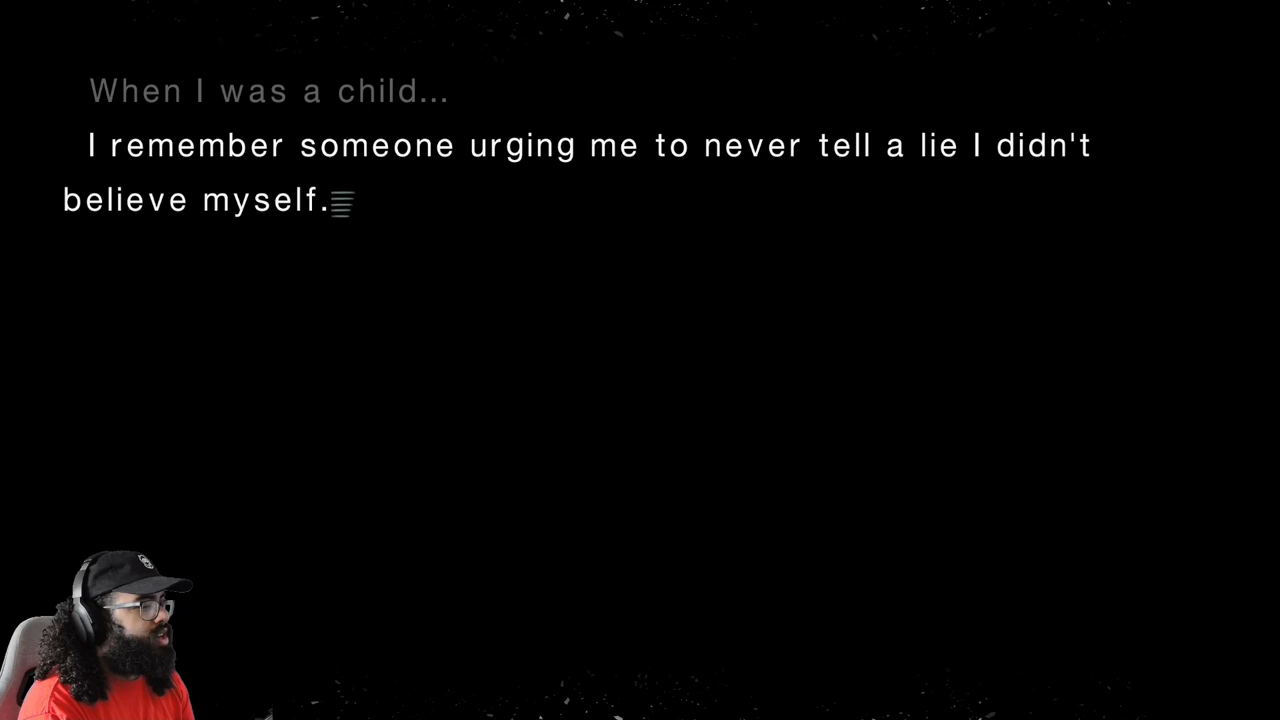 When I was a child...
I remember someone urging me to never tell a lie I didn't
believe myself.